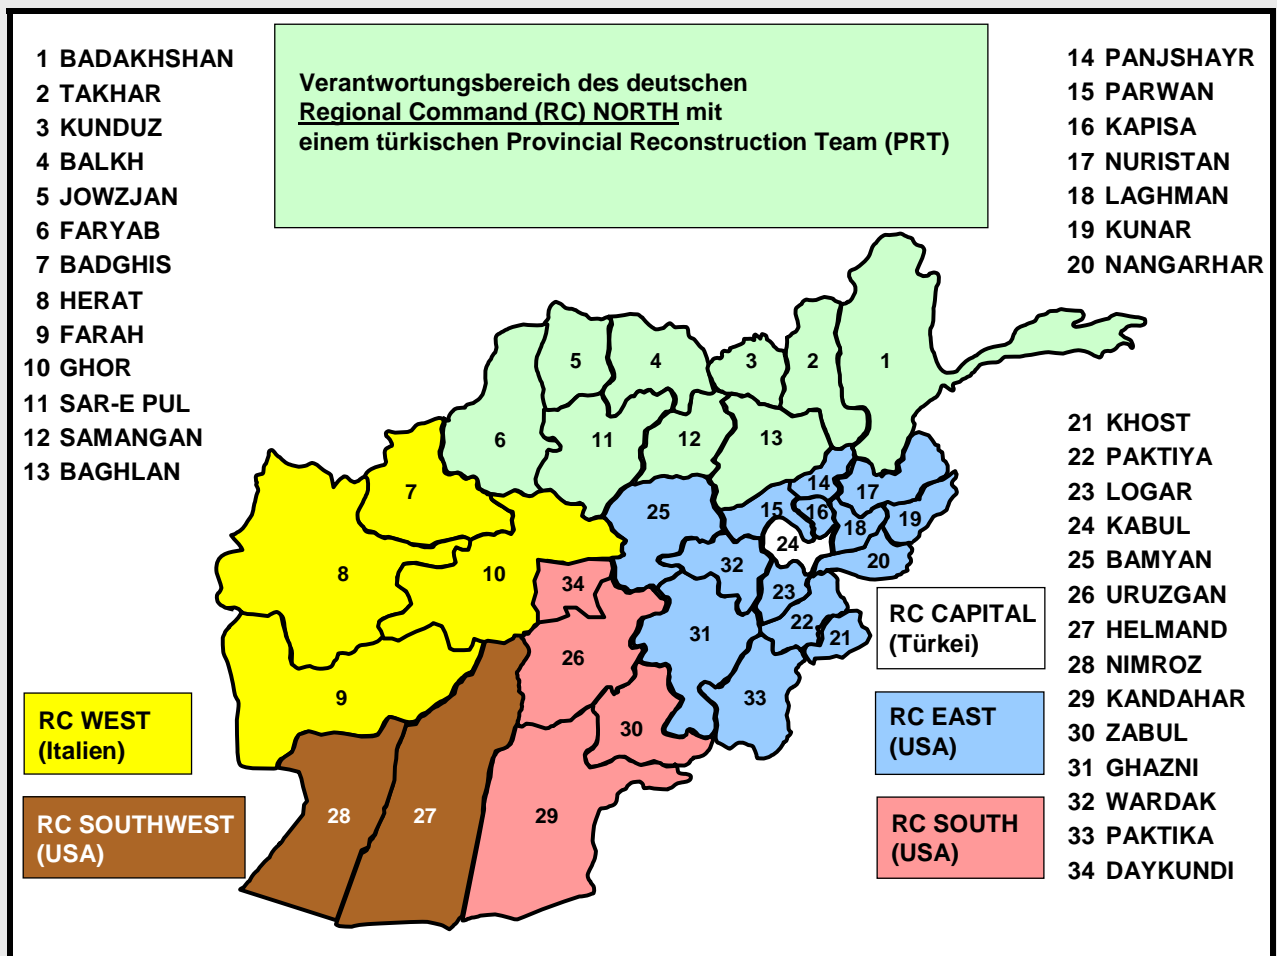 1 BADAKHSHAN
2 TAKHAR
3 KUNDUZ
4 BALKH
5 JOWZJAN
6 FARYAB
7 BADGHIS
8 HERAT
9 FARAH
10 GHOR
11 SAR-E PUL
12 SAMANGAN
13 BAGHLAN
Verantwortungsbereich des deutschen
Regional Command (RC) NORTH mit
einem türkischen Provincial Reconstruction Team (PRT)
14 PANJSHAYR
15 PARWAN
16 KAPISA
17 NURISTAN
18 LAGHMAN
19 KUNAR
20 NANGARHAR
21 KHOST
22 PAKTIYA
23 LOGAR
24 KABUL
25 BAMYAN
26 URUZGAN
27 HELMAND
28 NIMROZ
29 KANDAHAR
30 ZABUL
31 GHAZNI
32 WARDAK
33 PAKTIKA
34 DAYKUNDI
5
4
3
2
1
6
11
12
13
7
14
17
25
15
16
18
19
24
20
8
10
34
32
23
22
21
31
26
9
30
33
28
27
29
RC WEST
(Italien)
RC SOUTHWEST
(USA)
RC CAPITAL
(Türkei)
RC EAST
(USA)
RC SOUTH
(USA)